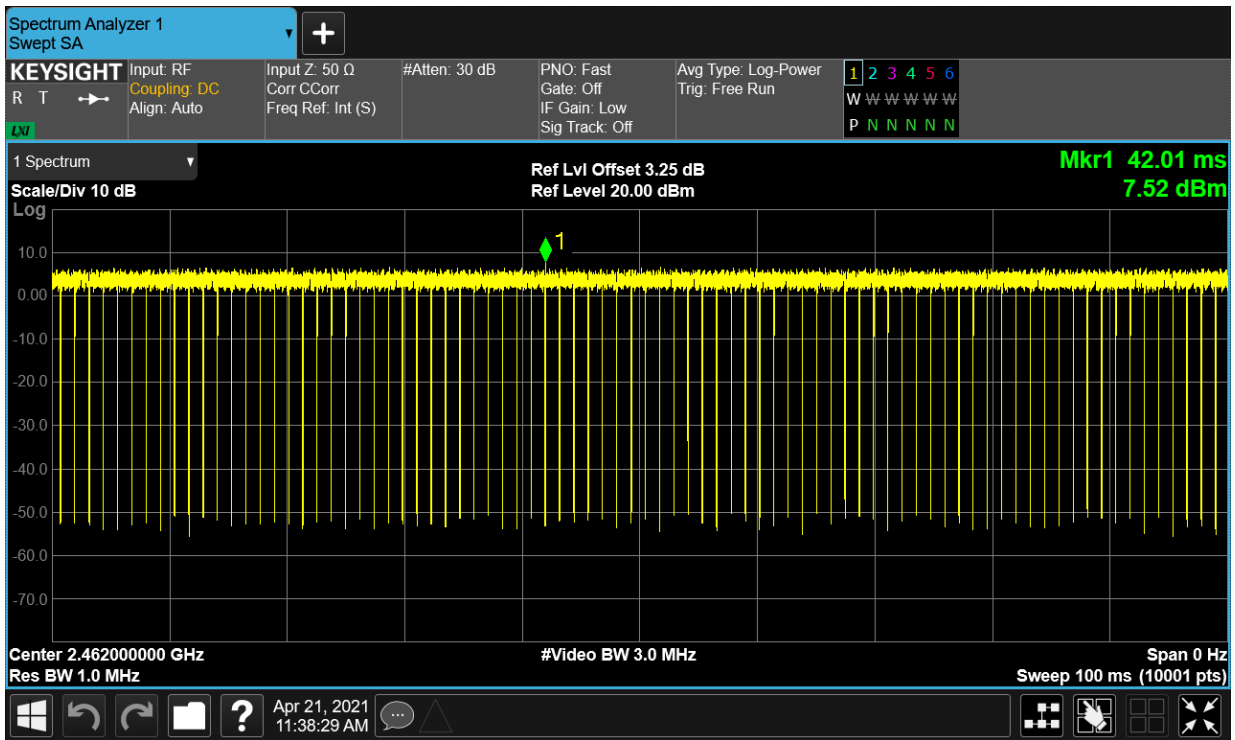 Spectrum Analyzer 1
Swept SA
KEYSIGHT
R T
LXI
Input: RF
Coupling: DC
Align: Auto
Input Z: 50 Ω
Corr CCorr
Freq Ref: Int (S)
#Atten: 30 dB
PNO: Fast
Gate: Off
IF Gain: Low
Sig Track: Off
Avg Type: Log-Power
Trig: Free Run
1 2 3 4 5 6
W W W W W W
P N N N N N
1 Spectrum
Scale/Div 10 dB
Log
Ref Lvl Offset 3.25 dB
Ref Level 20.00 dBm
Mkr1 42.01 ms
7.52 dBm
1
10.0
0.00
-10.0
-20.0
-30.0
-40.0
-50.0
-60.0
-70.0
Center 2.462000000 GHz
Res BW 1.0 MHz
#Video BW 3.0 MHz
Span 0 Hz
Sweep 100 ms (10001 pts)
?
Apr 21, 2021
11:38:29 AM